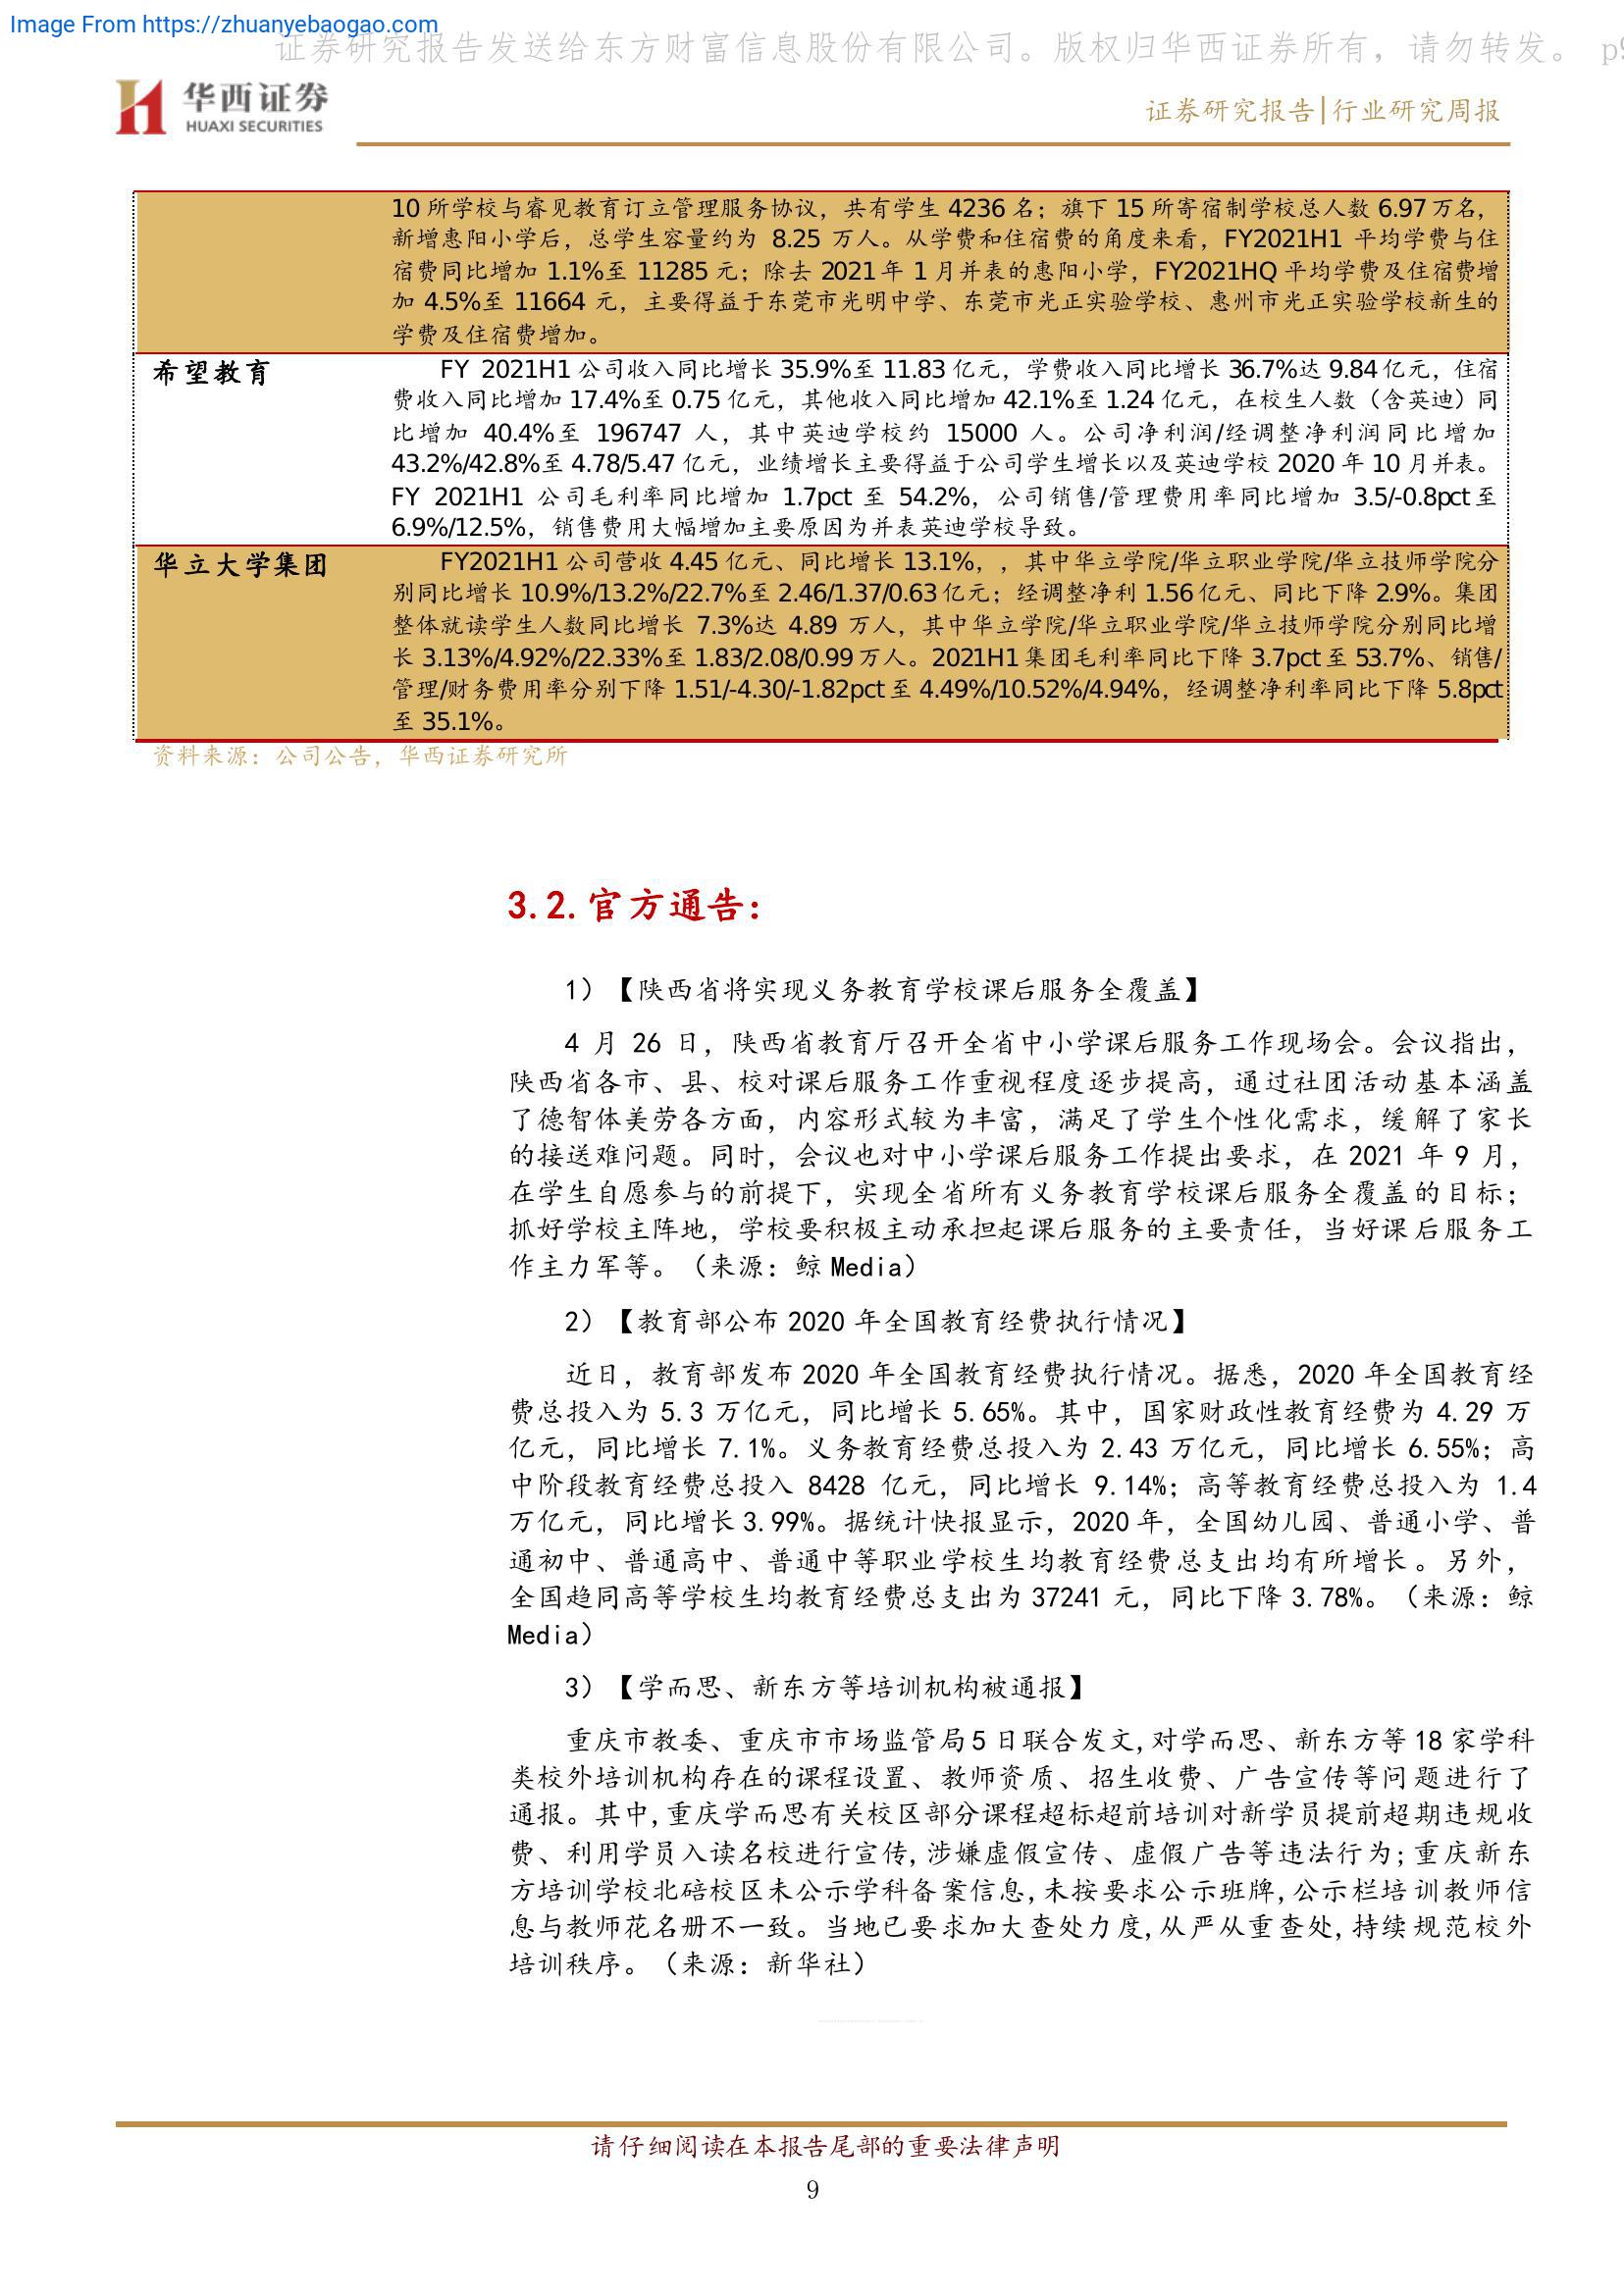 Image From https://zhuanyebaogao.com
证券研究报告发送给东方财富信息股份有限公司。版权归华西证券所有，请勿转发。 p9
华西证券
HUAXI SECURITIES
证券研究报告|行业研究周报
10 所学校与睿见教育订立管理服务协议，共有学生 4236 名；旗下 15 所寄宿制学校总人数 6.97 万名，
新增惠阳小学后，总学生容量约为 8.25 万人。从学费和住宿费的角度来看，FY2021H1 平均学费与住
宿费同比增加 1.1%至 11285 元；除去 2021 年 1 月并表的惠阳小学，FY2021HQ 平均学费及住宿费增
加 4.5%至 11664 元，主要得益于东莞市光明中学、东莞市光正实验学校、惠州市光正实验学校新生的
学费及住宿费增加。
希望教育
FY 2021H1 公司收入同比增长 35.9%至 11.83 亿元，学费收入同比增长 36.7%达 9.84 亿元，住宿
费收入同比增加 17.4%至 0.75 亿元，其他收入同比增加 42.1%至 1.24 亿元，在校生人数（含英迪）同
比增加 40.4%至 196747 人，其中英迪学校约 15000 人。公司净利润/经调整净利润同比增加
43.2%/42.8%至 4.78/5.47 亿元，业绩增长主要得益于公司学生增长以及英迪学校 2020 年 10 月并表。
FY 2021H1 公司毛利率同比增加 1.7pct 至 54.2%，公司销售/管理费用率同比增加 3.5/-0.8pct 至
6.9%/12.5%，销售费用大幅增加主要原因为并表英迪学校导致。
华立大学集团
FY2021H1 公司营收 4.45 亿元、同比增长 13.1%，，其中华立学院/华立职业学院/华立技师学院分
别同比增长 10.9%/13.2%/22.7%至 2.46/1.37/0.63 亿元；经调整净利 1.56 亿元、同比下降 2.9%。集团
整体就读学生人数同比增长 7.3%达 4.89 万人，其中华立学院/华立职业学院/华立技师学院分别同比增
长 3.13%/4.92%/22.33%至 1.83/2.08/0.99 万人。2021H1 集团毛利率同比下降 3.7pct 至 53.7%、销售/
管理/财务费用率分别下降 1.51/-4.30/-1.82pct 至 4.49%/10.52%/4.94%，经调整净利率同比下降 5.8pct
至 35.1%。
资料来源：公司公告，华西证券研究所
3.2.官方通告：
1）【陕西省将实现义务教育学校课后服务全覆盖】
4 月 26 日，陕西省教育厅召开全省中小学课后服务工作现场会。会议指出，
陕西省各市、县、校对课后服务工作重视程度逐步提高，通过社团活动基本涵盖
了德智体美劳各方面，内容形式较为丰富，满足了学生个性化需求，缓解了家长
的接送难问题。同时，会议也对中小学课后服务工作提出要求，在 2021 年 9 月，
在学生自愿参与的前提下，实现全省所有义务教育学校课后服务全覆盖的目标；
抓好学校主阵地，学校要积极主动承担起课后服务的主要责任，当好课后服务工
作主力军等。（来源：鲸 Media）
2）【教育部公布 2020 年全国教育经费执行情况】
近日，教育部发布 2020 年全国教育经费执行情况。据悉，2020 年全国教育经
费总投入为 5.3 万亿元，同比增长 5.65%。其中，国家财政性教育经费为 4.29 万
亿元，同比增长 7.1%。义务教育经费总投入为 2.43 万亿元，同比增长 6.55%；高
中阶段教育经费总投入 8428 亿元，同比增长 9.14%；高等教育经费总投入为 1.4
万亿元，同比增长 3.99%。据统计快报显示，2020 年，全国幼儿园、普通小学、普
通初中、普通高中、普通中等职业学校生均教育经费总支出均有所增长。另外，
全国趋同高等学校生均教育经费总支出为 37241 元，同比下降 3.78%。（来源：鲸
Media）
3）【学而思、新东方等培训机构被通报】
重庆市教委、重庆市市场监管局 5 日联合发文,对学而思、新东方等 18 家学科
类校外培训机构存在的课程设置、教师资质、招生收费、广告宣传等问题进行了
通报。其中,重庆学而思有关校区部分课程超标超前培训对新学员提前超期违规收
费、利用学员入读名校进行宣传,涉嫌虚假宣传、虚假广告等违法行为;重庆新东
方培训学校北碚校区未公示学科备案信息,未按要求公示班牌,公示栏培训教师信
息与教师花名册不一致。当地已要求加大查处力度,从严从重查处,持续规范校外
培训秩序。（来源：新华社）
请仔细阅读在本报告尾部的重要法律声明
9